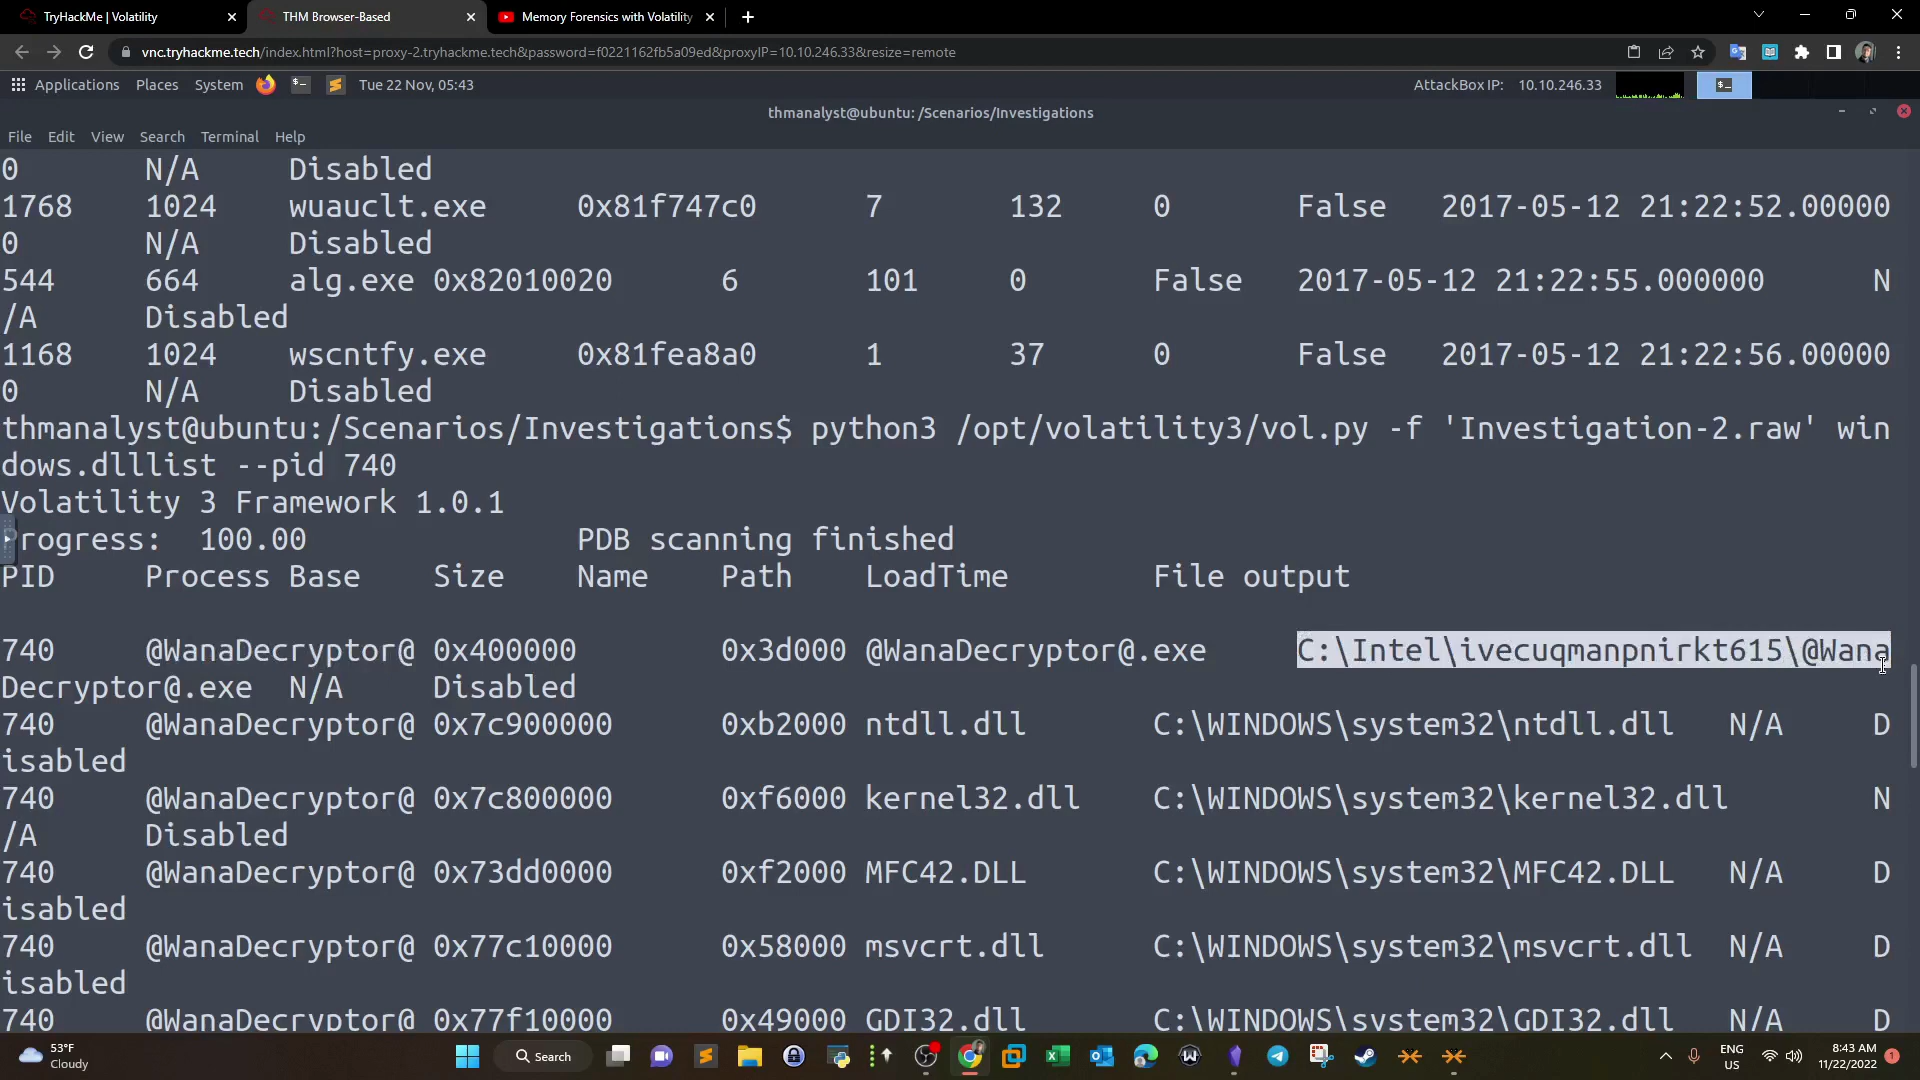 TryHackMe | Volatility
THM Browser-Based
Memory Forensics with Volatility
vnc.tryhackme.tech/index.html?host=proxy-2.tryhackme.tech&password=f0221162fb5a09ed&proxyIP=10.10.246.33&resize=remote
Applications Places System Tue 22 Nov, 05:43 AttackBox IP: 10.10.246.33
thmanalyst@ubuntu: /Scenarios/Investigations
File Edit View Search Terminal Help
0 N/A Disabled
1768 1024 wuauclt.exe 0x81f747c0 7 132 0 False 2017-05-12 21:22:52.00000
0 N/A Disabled
544 664 alg.exe 0x82010020 6 101 0 False 2017-05-12 21:22:55.000000 N
/A Disabled
1168 1024 wscntfy.exe 0x81fea8a0 1 37 0 False 2017-05-12 21:22:56.00000
0 N/A Disabled
thmanalyst@ubuntu:/Scenarios/Investigations$ python3 /opt/volatility3/vol.py -f 'Investigation-2.raw' win
dows.dlllist --pid 740
Volatility 3 Framework 1.0.1
rogress: 100.00 PDB scanning finished
PID Process Base Size Name Path LoadTime File output
740 @WanaDecryptor@ 0x400000 0x3d000 @WanaDecryptor@.exe C:\Intel\ivecuqmanpnirkt615\@Wana
Decryptor@.exe N/A Disabled
740 @WanaDecryptor@ 0x7c900000 0xb2000 ntdll.dll C:\WINDOWS\system32\ntdll.dll N/A D
isabled
740 @WanaDecryptor@ 0x7c800000 0xf6000 kernel32.dll C:\WINDOWS\system32\kernel32.dll N
/A Disabled
740 @WanaDecryptor@ 0x73dd0000 0xf2000 MFC42.DLL C:\WINDOWS\system32\MFC42.DLL N/A D
isabled
740 @WanaDecryptor@ 0x77c10000 0x58000 msvcrt.dll C:\WINDOWS\system32\msvcrt.dll N/A D
isabled
740 @WanaDecryptor@ 0x77f10000 0x49000 GDI32.dll C:\WINDOWS\system32\GDI32.dll N/A D
53°F
Cloudy
Search
ENG
US
8:43 AM
11/22/2022
1